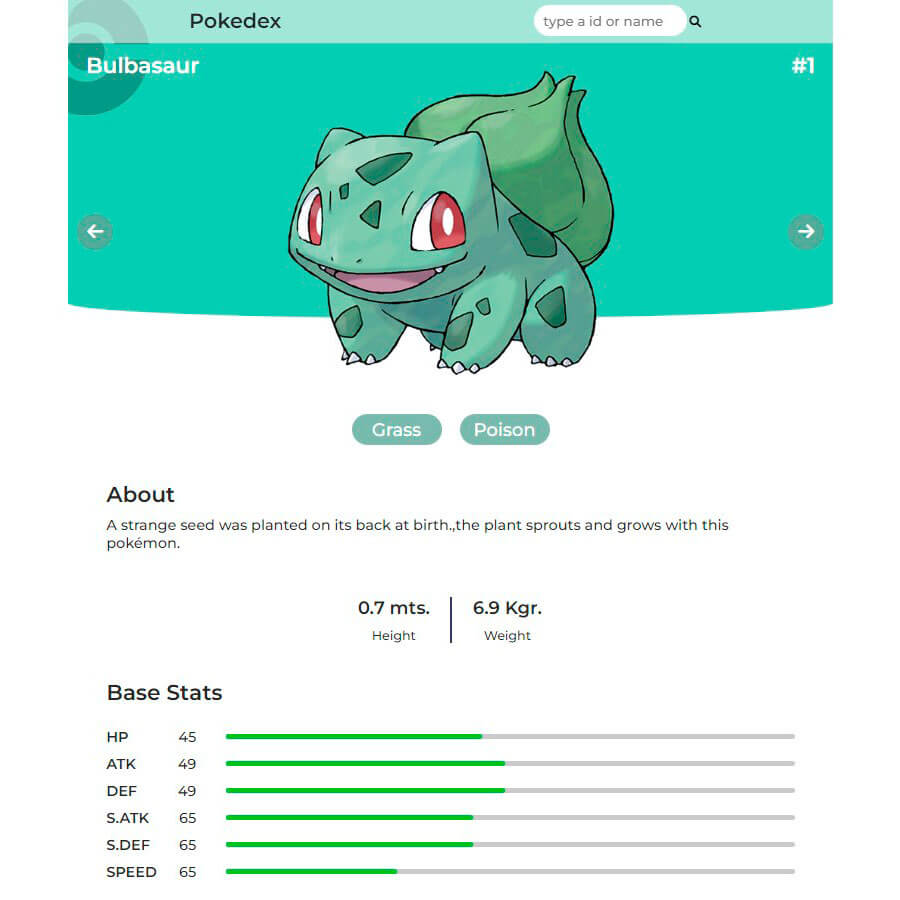 Pokedex
type a id or name
Bulbasaur
#1
Grass
Poison
About
A strange seed was planted on its back at birth.,the plant sprouts and grows with this
pokémon.
0.7 mts.
6.9 Kgr.
Height
Weight
Base Stats
HP 45
ATK 49
DEF 49
S.ATK 65
S.DEF 65
SPEED 65